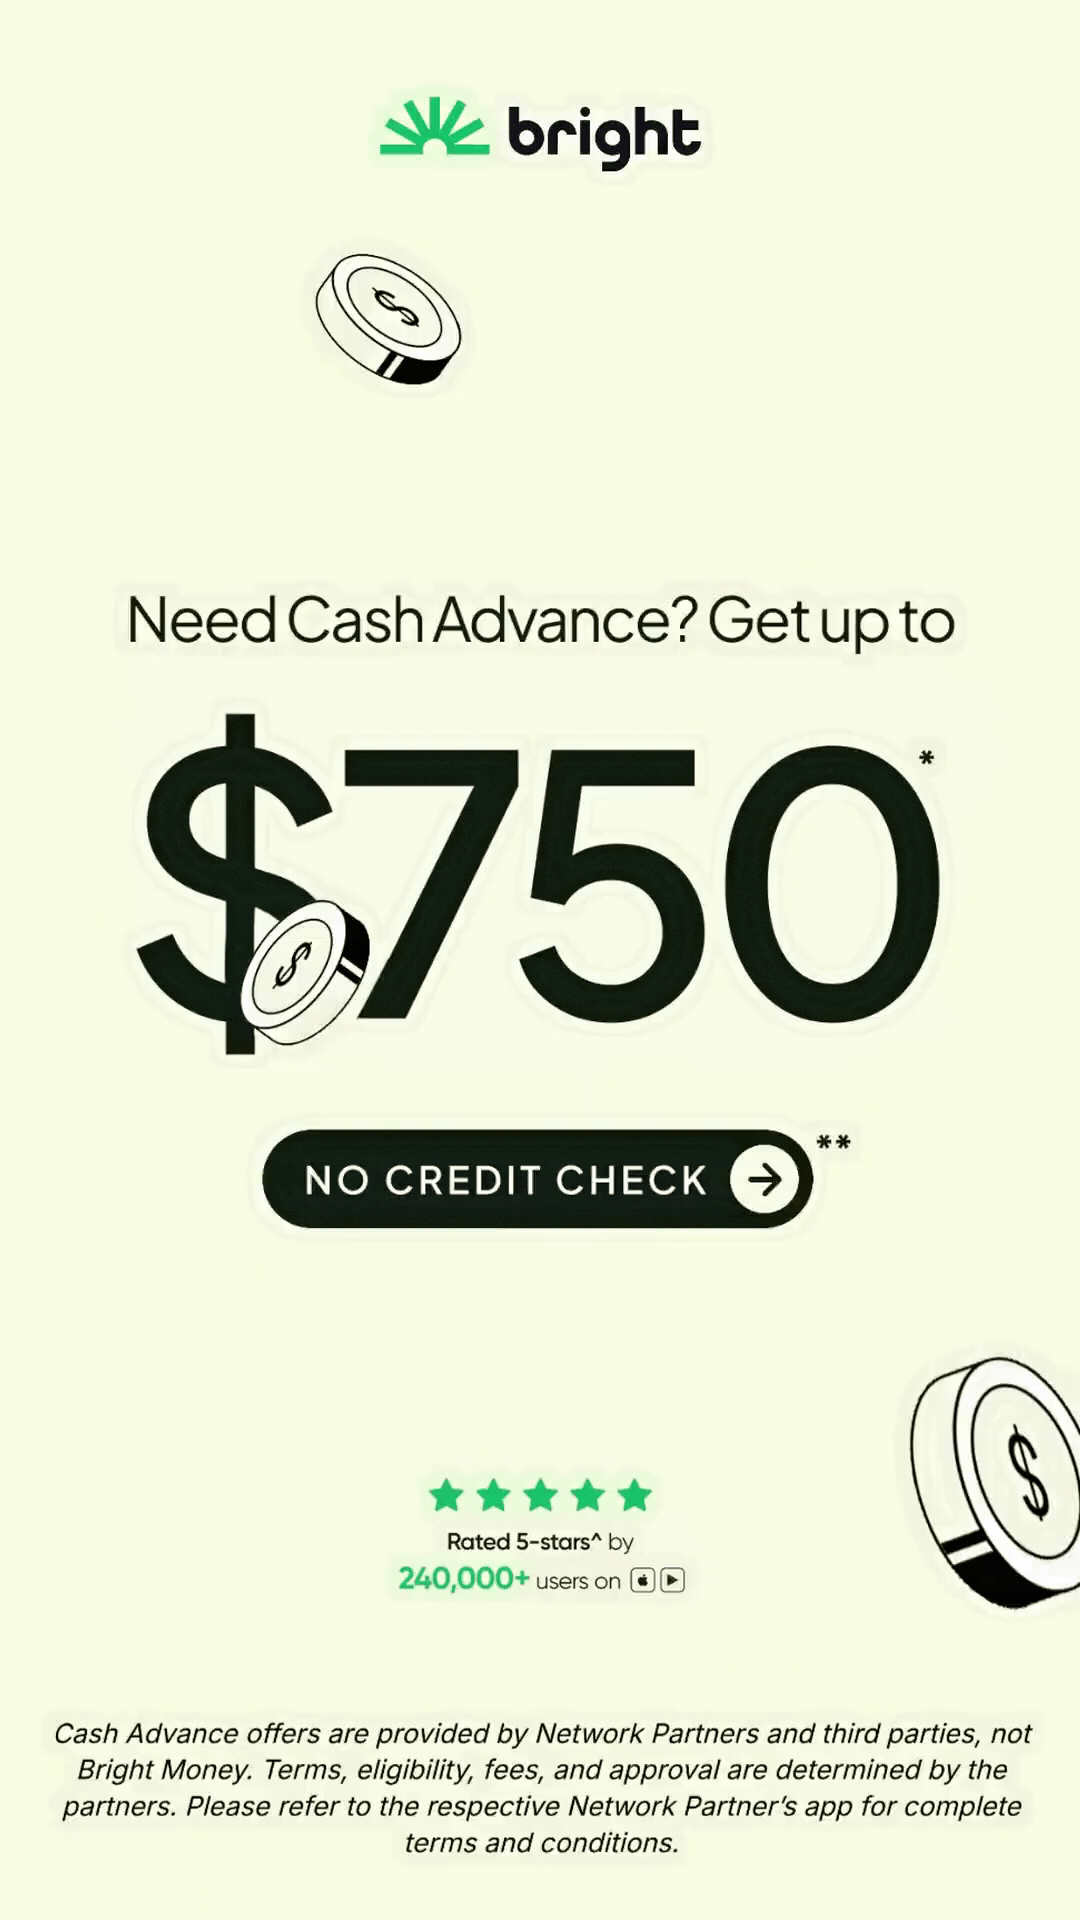 bright
Need Cash Advance? Get up to
$750*
NO CREDIT CHECK**
Rated 5-stars^ by
240,000+ users on
Cash Advance offers are provided by Network Partners and third parties, not
Bright Money. Terms, eligibility, fees, and approval are determined by the
partners. Please refer to the respective Network Partner's app for complete
terms and conditions.